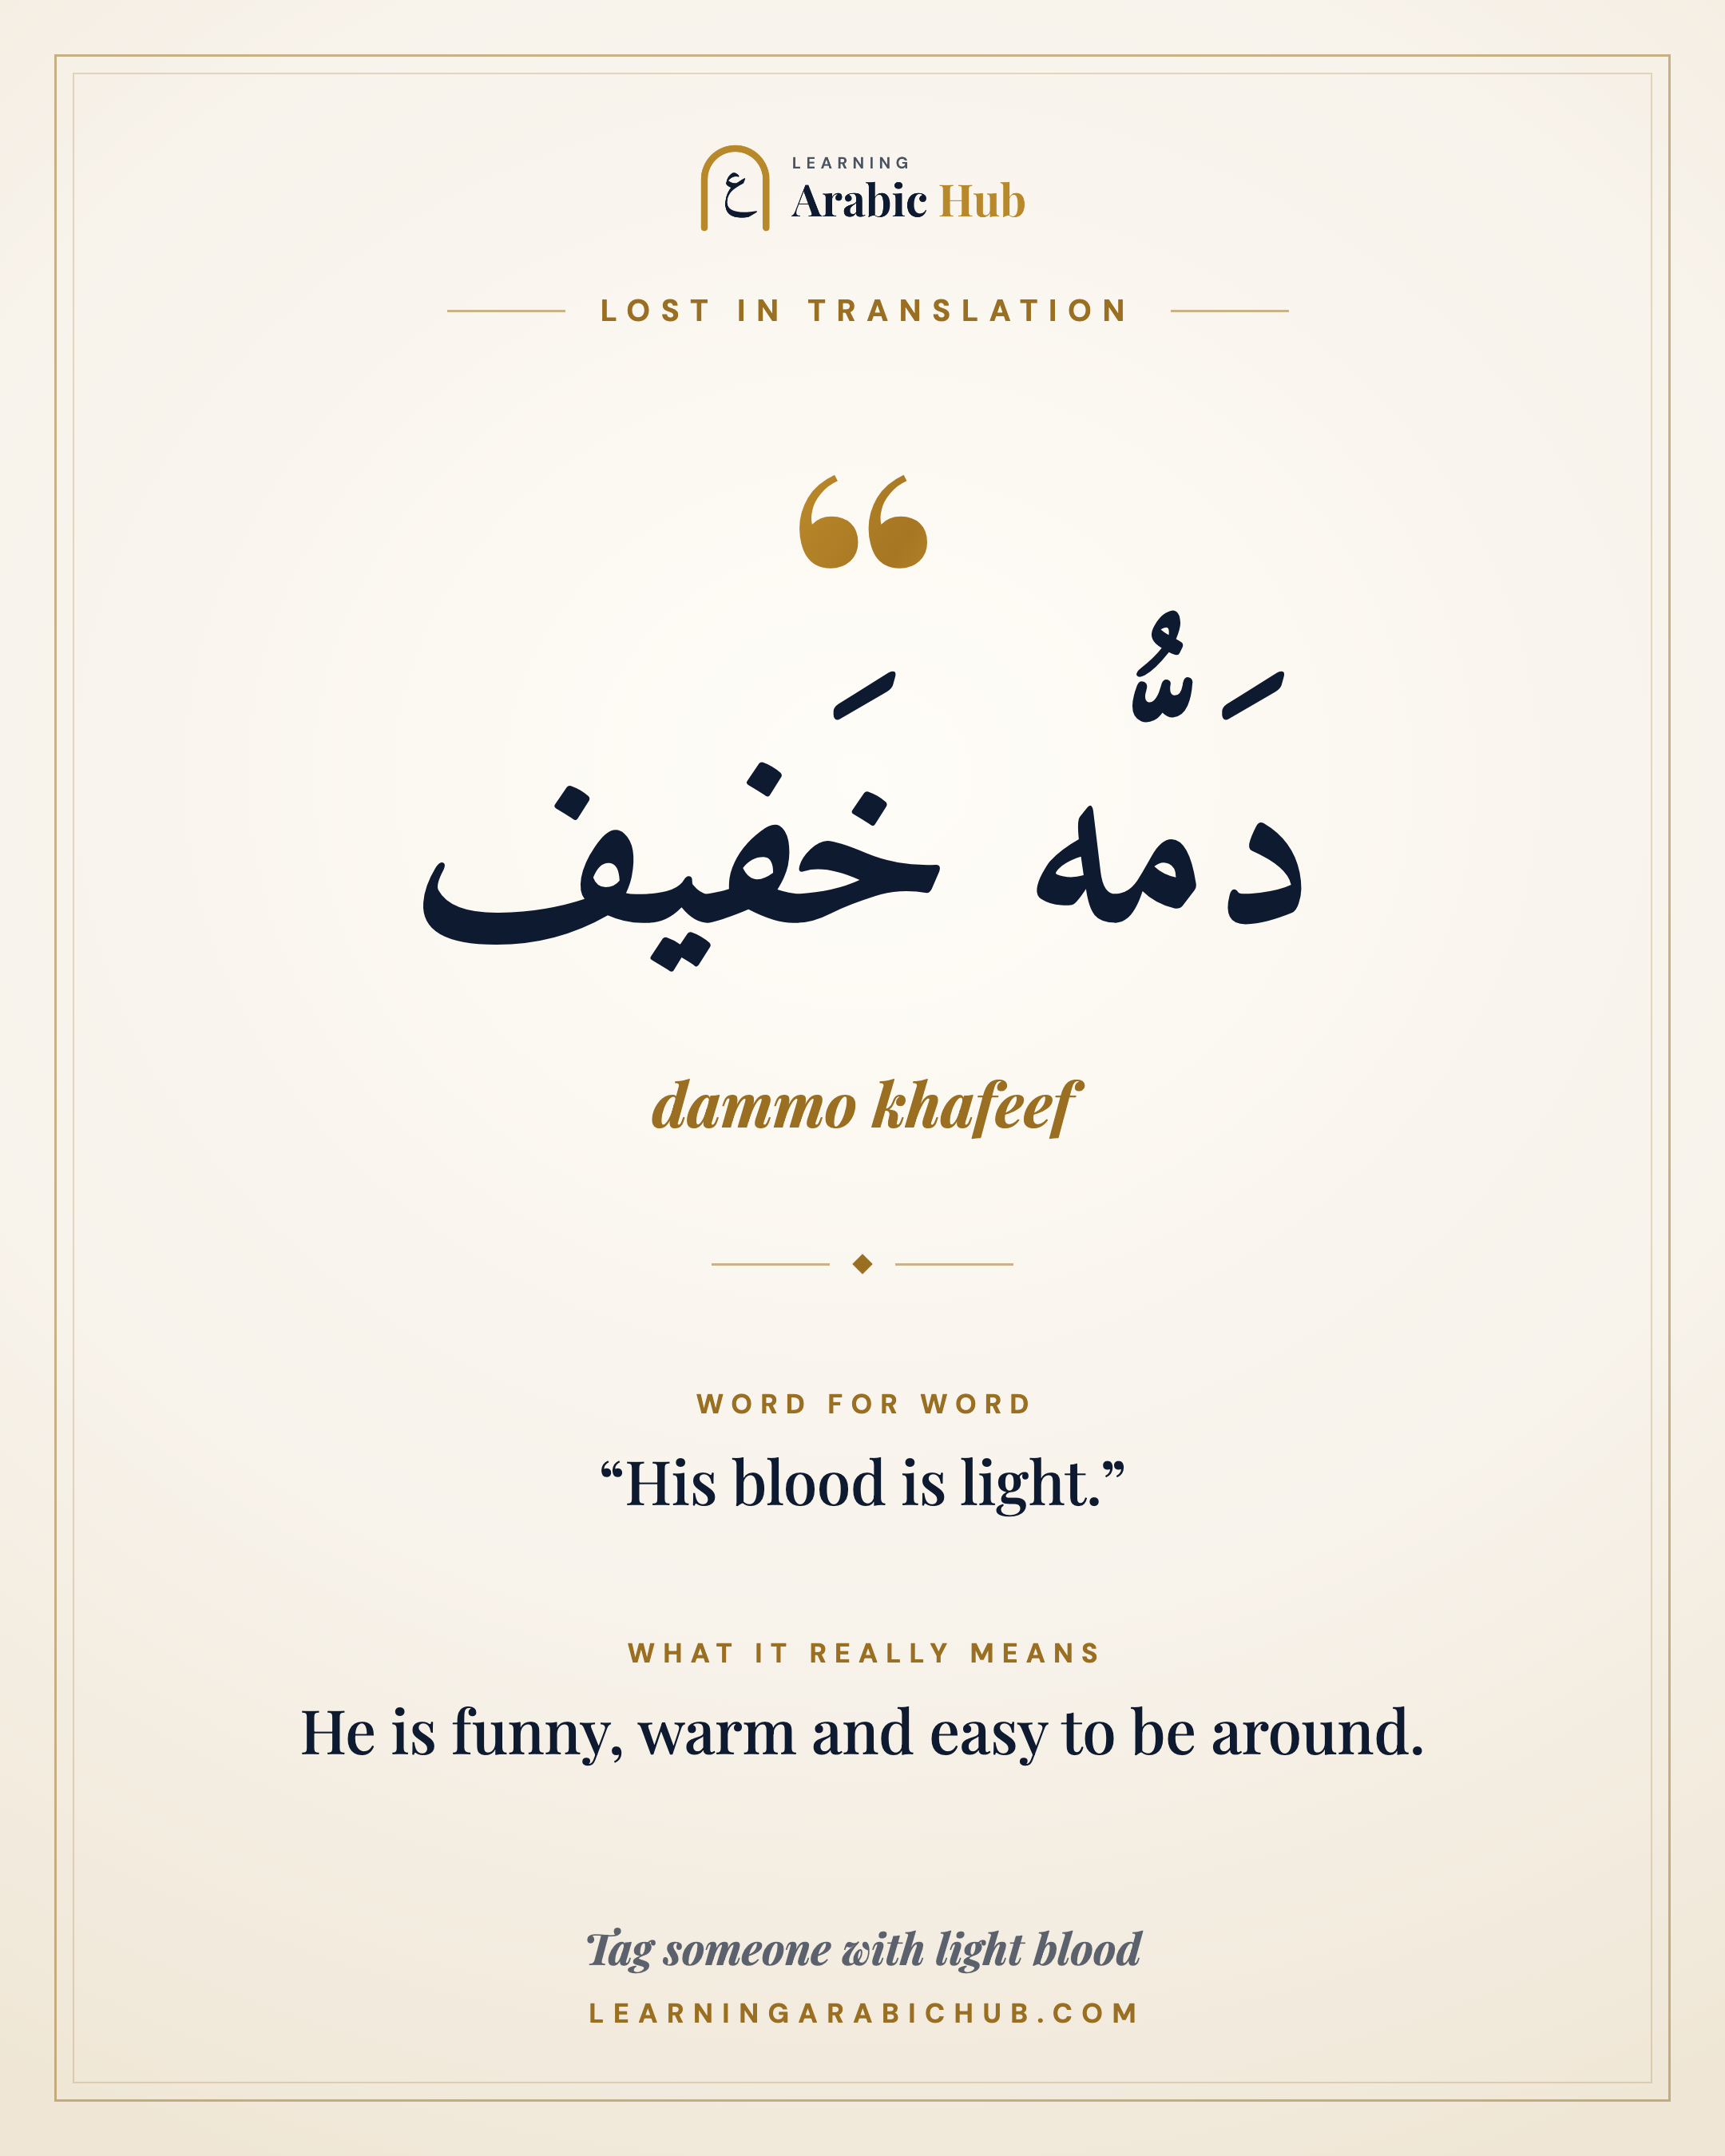 ع
LEARNING
Arabic Hub
LOST IN TRANSLATION
“
دَمُّه خَفيف
dammo khafeef
WORD FOR WORD
“His blood is light.”
WHAT IT REALLY MEANS
He is funny, warm and easy to be around.
Tag someone with light blood
LEARNINGARABICHUB.COM